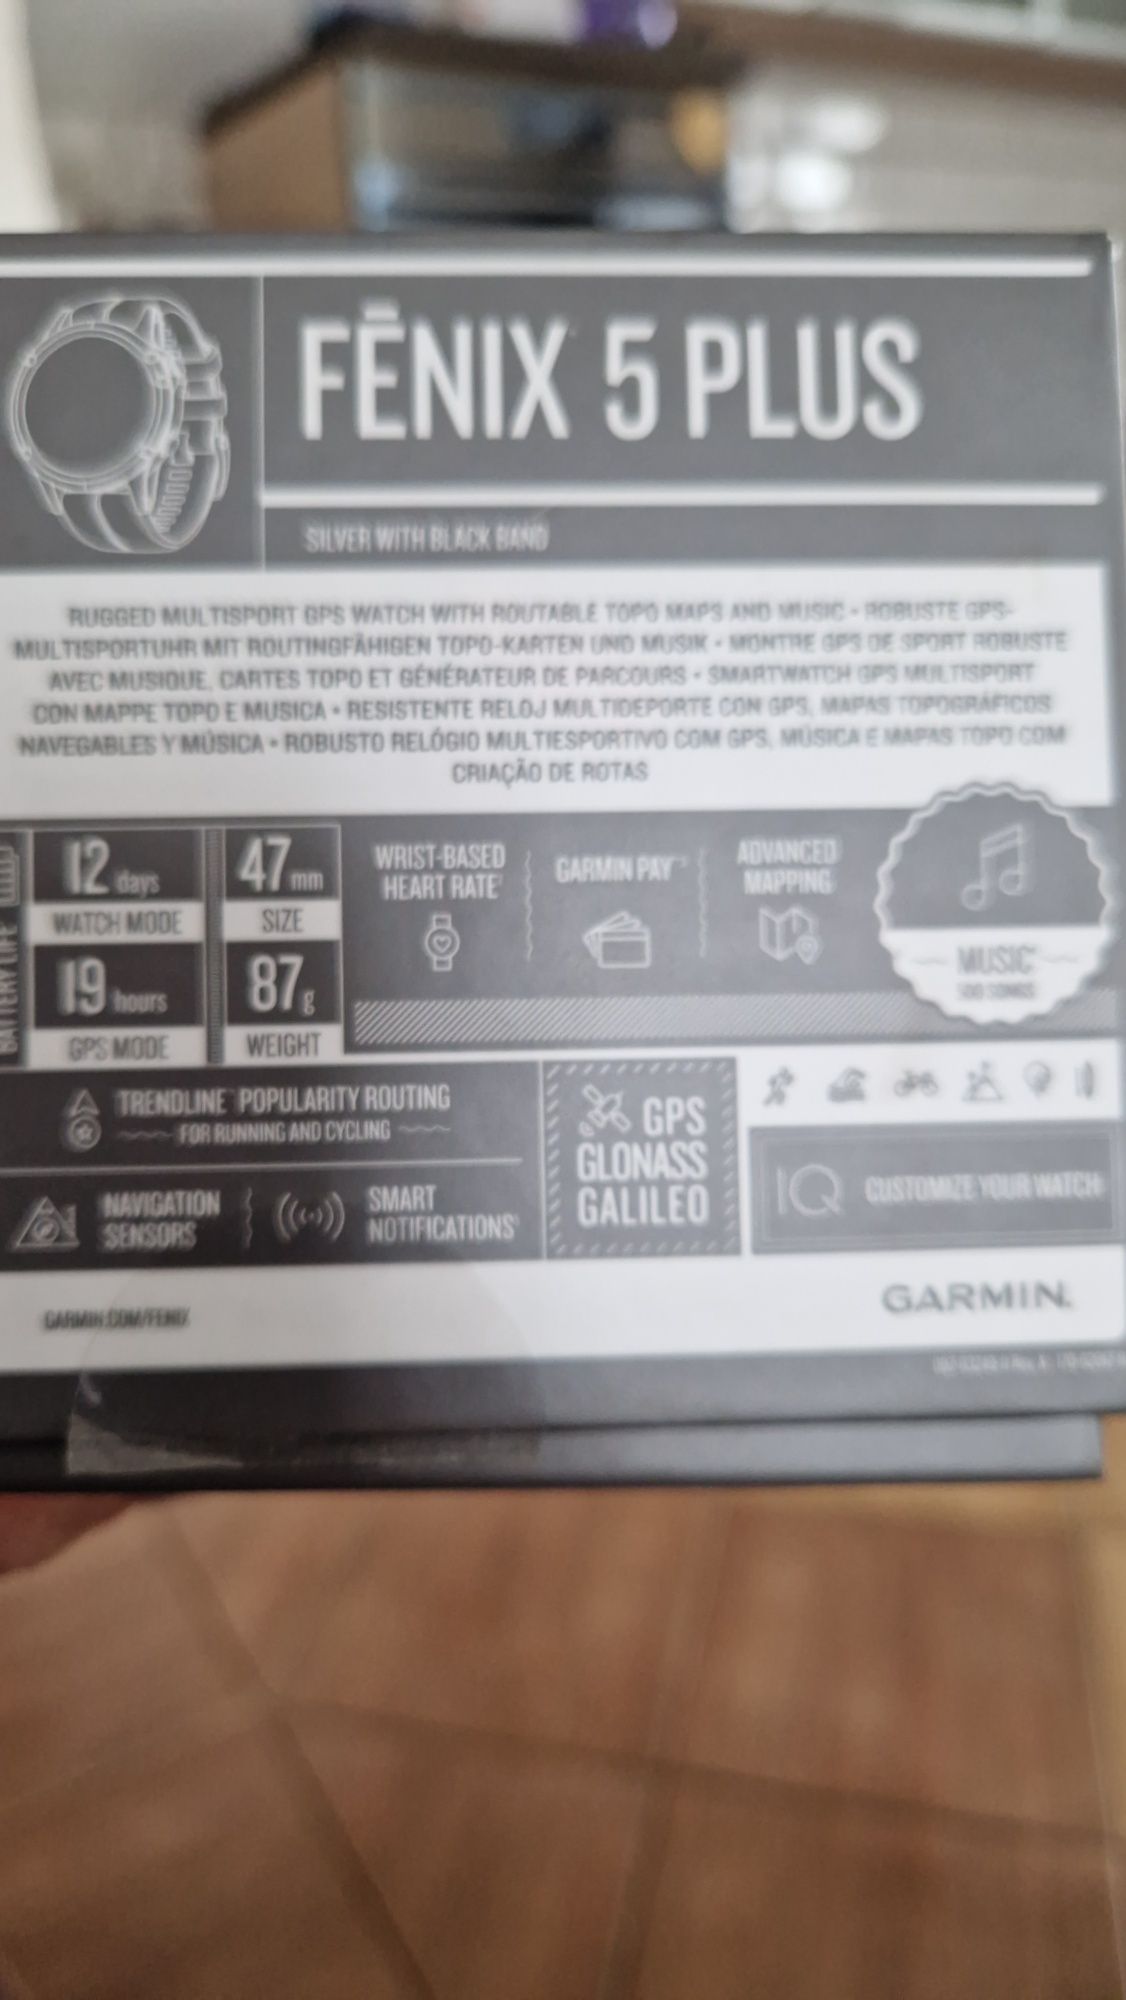 FĒNIX 5 PLUS
SILVER WITH BLACK BAND
RUGGED MULTISPORT GPS WATCH WITH ROUTABLE TOPO MAPS AND MUSIC • ROBUSTE GPS-
MULTISPORTUHR MIT ROUTINGFÄHIGEN TOPO-KARTEN UND MUSIK • MONTRE GPS DE SPORT ROBUSTE
AVEC MUSIQUE, CARTES TOPO ET GÉNÉRATEUR DE PARCOURS • SMARTWATCH GPS MULTISPORT
CON MAPPE TOPO E MUSICA • RESISTENTE RELOJ MULTIDEPORTE CON GPS, MAPAS TOPOGRÁFICOS
NAVEGABLES Y MÚSICA • ROBUSTO RELÓGIO MULTIESPORTIVO COM GPS, MÚSICA E MAPAS TOPO COM
CRIAÇÃO DE ROTAS
BATTERY LIFE
12 days
WATCH MODE
19 hours
GPS MODE
47 mm
SIZE
87 g
WEIGHT
WRIST-BASED
HEART RATE
GARMIN PAY™
ADVANCED
MAPPING
MUSIC
500 SONGS
TRENDLINE™ POPULARITY ROUTING
FOR RUNNING AND CYCLING
NAVIGATION
SENSORS
SMART
NOTIFICATIONS
GPS
GLONASS
GALILEO
IQ CUSTOMIZE YOUR WATCH
GARMIN.COM/FENIX
GARMIN.